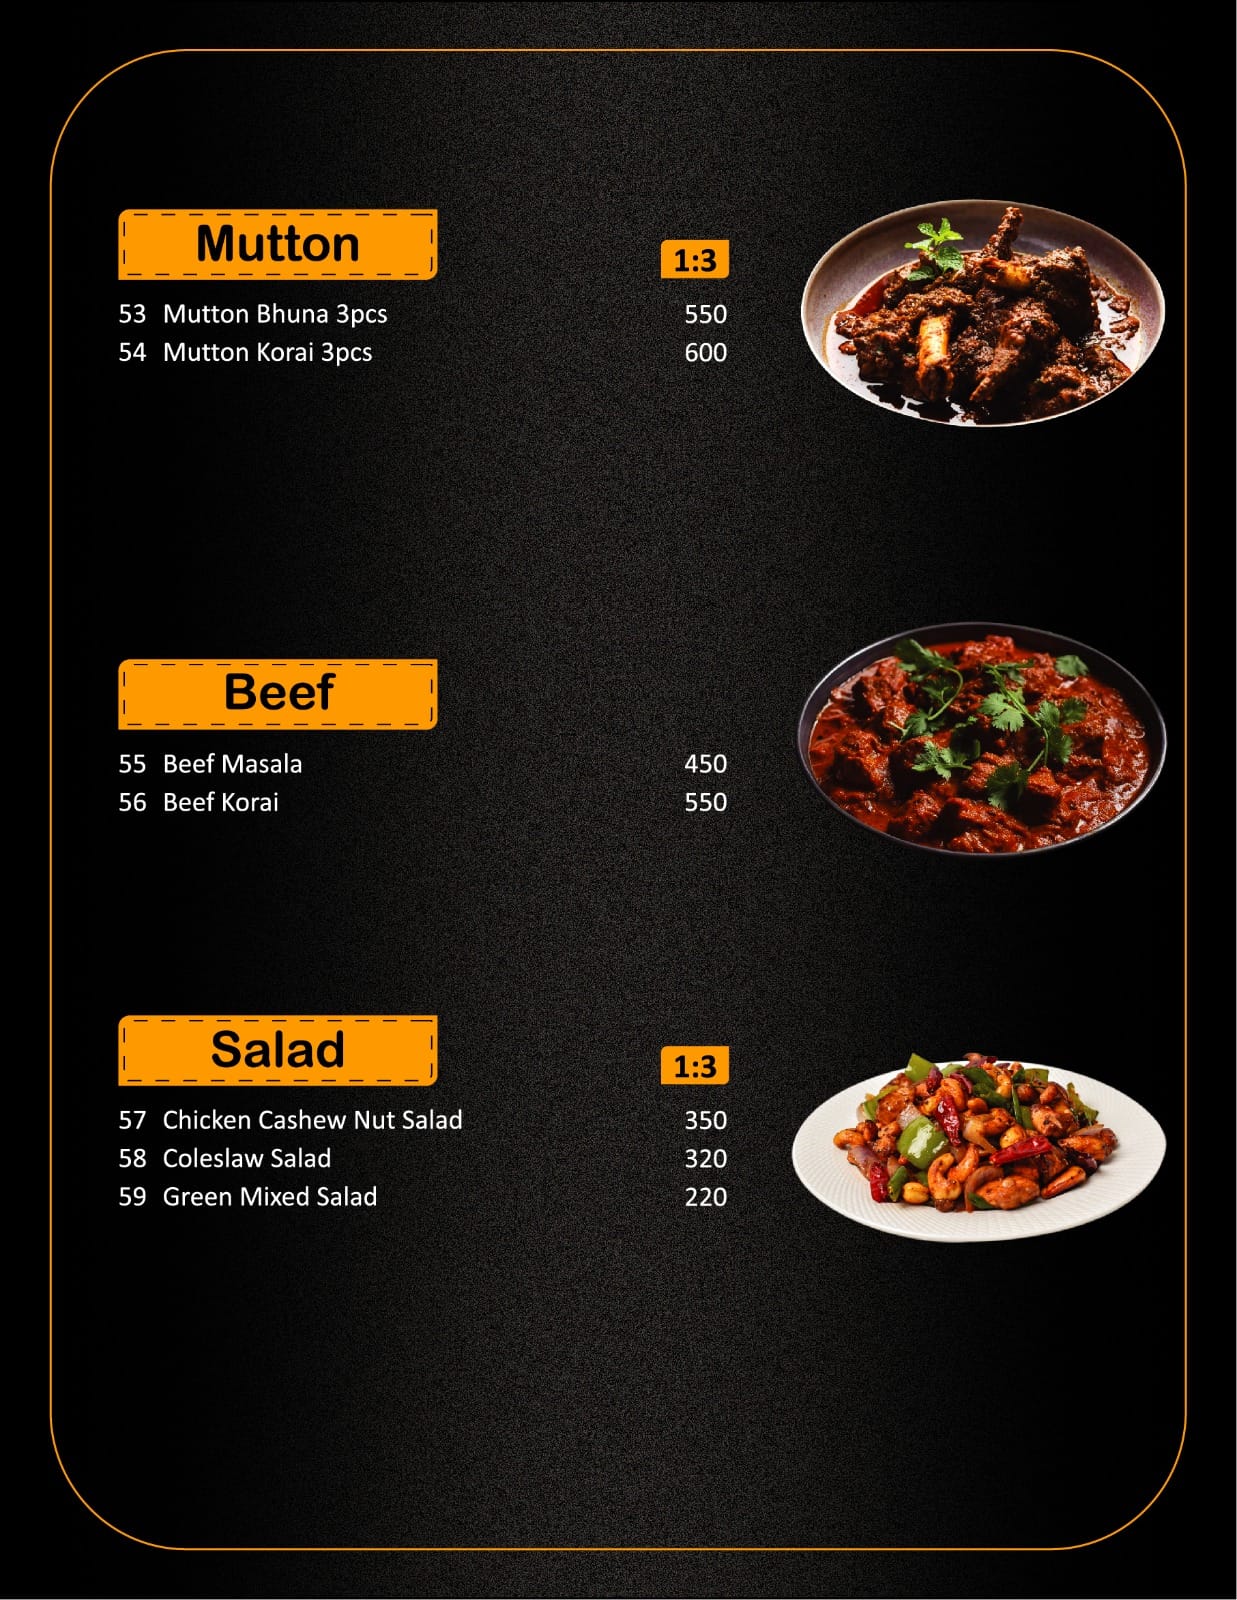 Mutton
1:3
53 Mutton Bhuna 3pcs 550
54 Mutton Korai 3pcs 600
Beef
55 Beef Masala 450
56 Beef Korai 550
Salad
1:3
57 Chicken Cashew Nut Salad 350
58 Coleslaw Salad 320
59 Green Mixed Salad 220